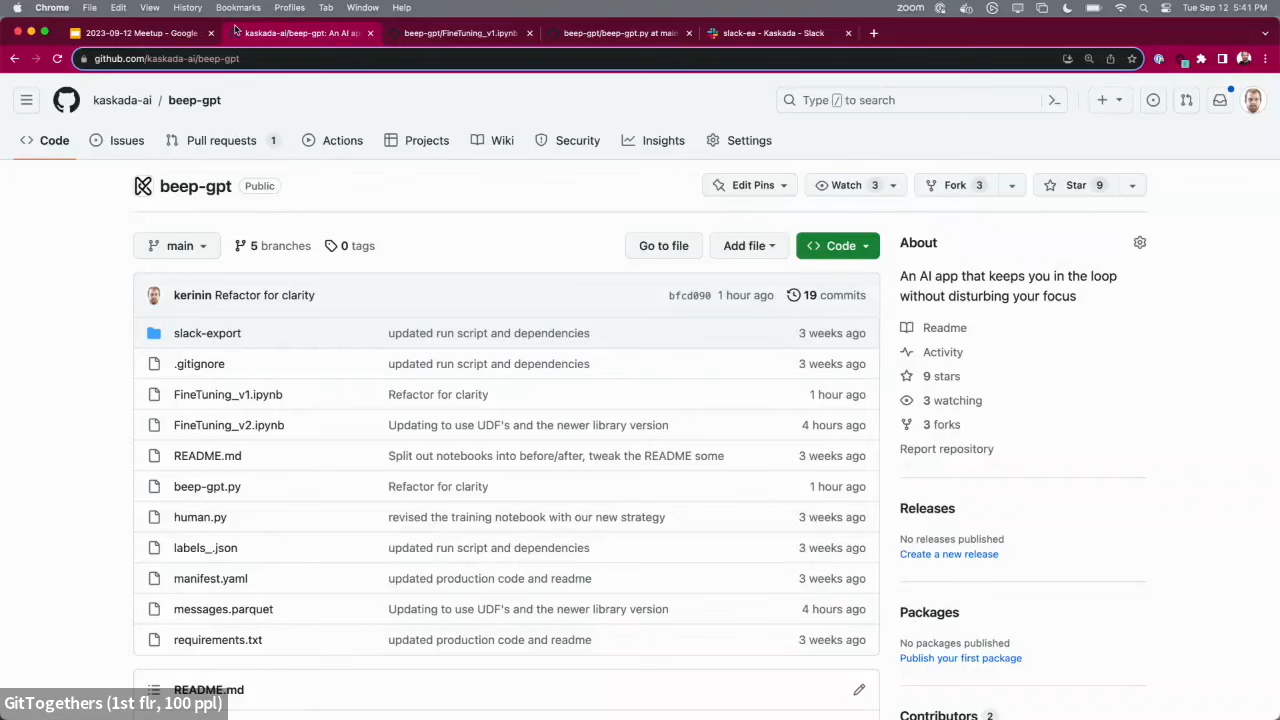 Chrome File Edit View History Bookmarks Profiles Tab Window Help zoom Tue Sep 12 5:41 PM
2023-09-12 Meetup - Google kaskada-ai/beep-gpt: An AI ap beep-gpt/FineTuning_v1.ipynb beep-gpt/beep-gpt.py at main slack-ea - Kaskada - Slack
github.com/kaskada-ai/beep-gpt
kaskada-ai / beep-gpt Type / to search
Code Issues Pull requests 1 Actions Projects Wiki Security Insights Settings
beep-gpt Public Edit Pins Watch 3 Fork 3 Star 9
main 5 branches 0 tags Go to file Add file Code
kerinin Refactor for clarity bfcd090 1 hour ago 19 commits
slack-export updated run script and dependencies 3 weeks ago
.gitignore updated run script and dependencies 3 weeks ago
FineTuning_v1.ipynb Refactor for clarity 1 hour ago
FineTuning_v2.ipynb Updating to use UDF's and the newer library version 4 hours ago
README.md Split out notebooks into before/after, tweak the README some 3 weeks ago
beep-gpt.py Refactor for clarity 1 hour ago
human.py revised the training notebook with our new strategy 3 weeks ago
labels_.json updated run script and dependencies 3 weeks ago
manifest.yaml updated production code and readme 3 weeks ago
messages.parquet Updating to use UDF's and the newer library version 4 hours ago
requirements.txt updated production code and readme 3 weeks ago
README.md
About
An AI app that keeps you in the loop
without disturbing your focus
Readme
Activity
9 stars
3 watching
3 forks
Report repository
Releases
No releases published
Create a new release
Packages
No packages published
Publish your first package
Contributors 2
GitTogethers (1st flr, 100 ppl)